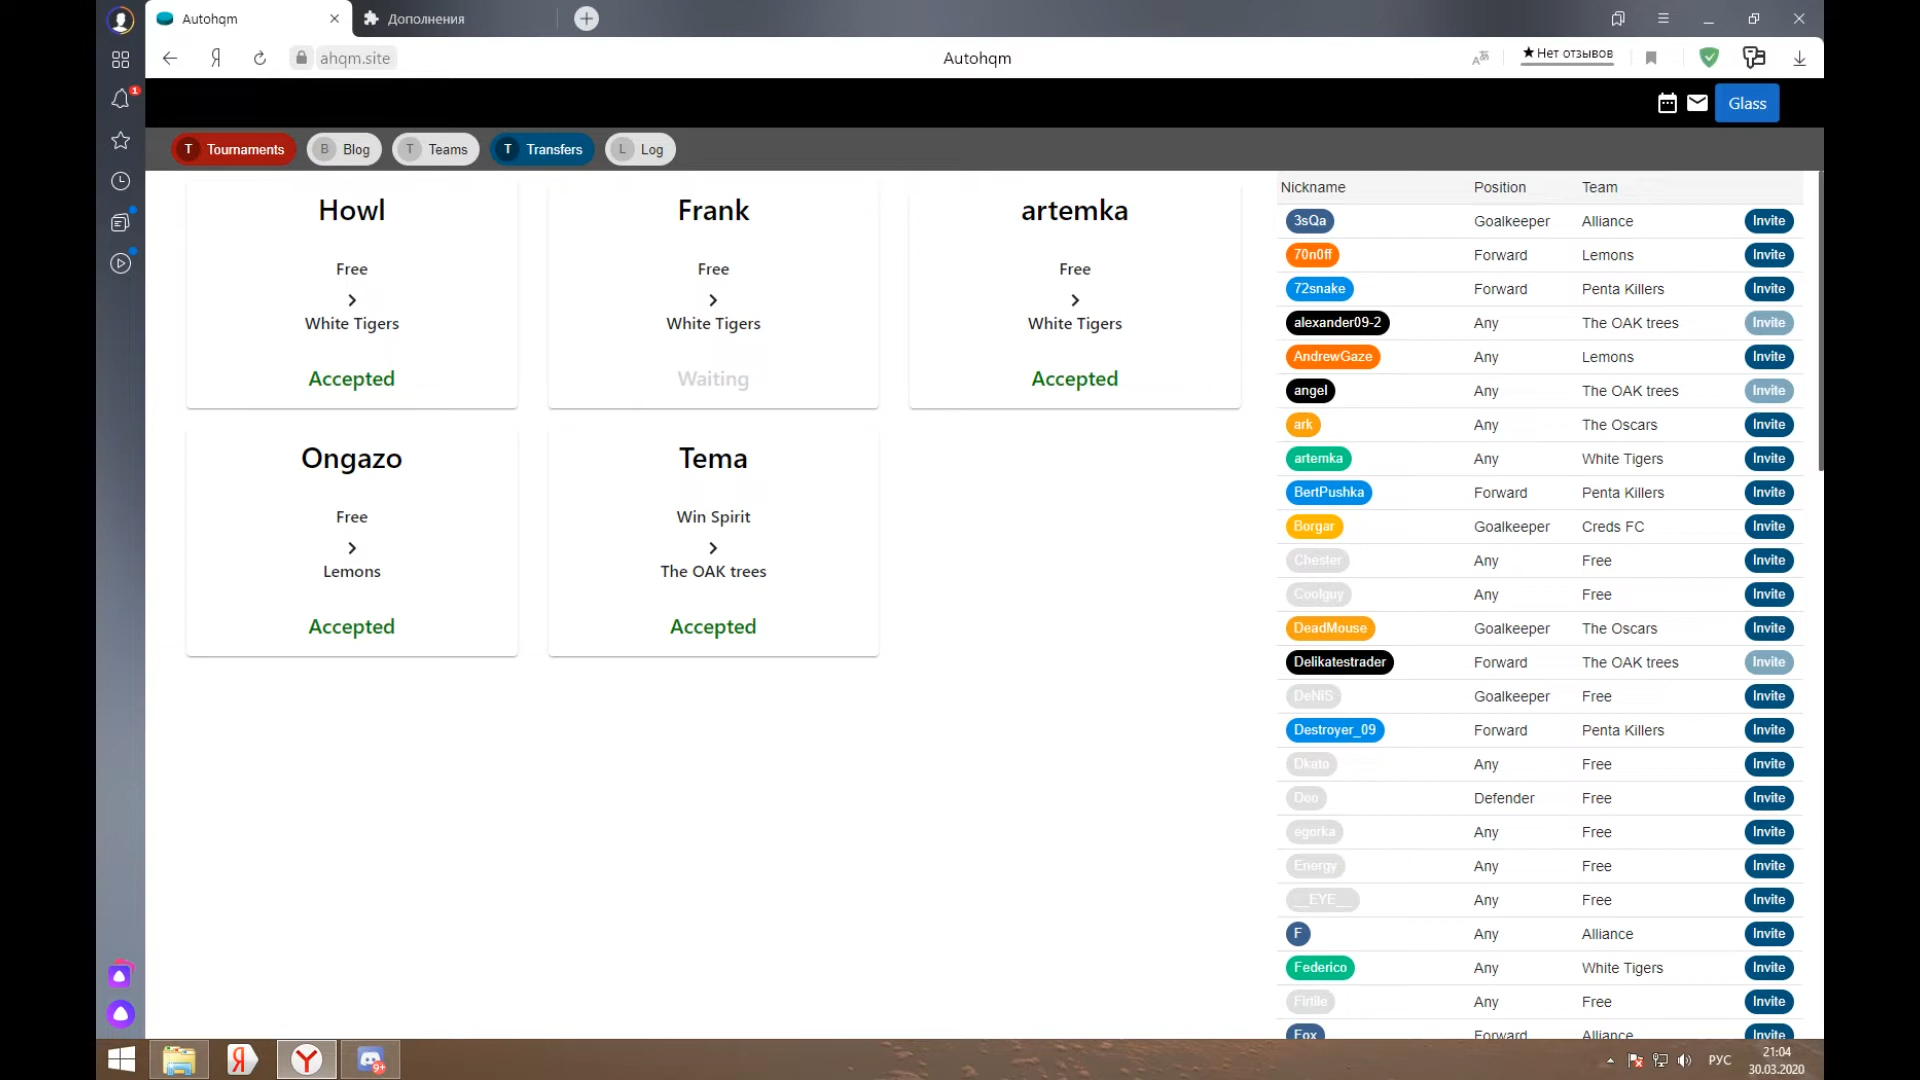 Autohqm
Дополнения
ahqm.site
Autohqm
★Нет отзывов
1
Glass
T Tournaments
B Blog
T Teams
T Transfers
L Log
Howl
Free
White Tigers
Accepted
Frank
Free
White Tigers
Waiting
artemka
Free
White Tigers
Accepted
Ongazo
Free
Lemons
Accepted
Tema
Win Spirit
The OAK trees
Accepted
Nickname Position Team
3sQa Goalkeeper Alliance Invite
70n0ff Forward Lemons Invite
72snake Forward Penta Killers Invite
alexander09-2 Any The OAK trees Invite
AndrewGaze Any Lemons Invite
angel Any The OAK trees Invite
ark Any The Oscars Invite
artemka Any White Tigers Invite
BertPushka Forward Penta Killers Invite
Borgar Goalkeeper Creds FC Invite
Chester Any Free Invite
Coolguy Any Free Invite
DeadMouse Goalkeeper The Oscars Invite
Delikatestrader Forward The OAK trees Invite
DeNiS Goalkeeper Free Invite
Destroyer_09 Forward Penta Killers Invite
Dkato Any Free Invite
Doo Defender Free Invite
egorka Any Free Invite
Energy Any Free Invite
__EYE__ Any Free Invite
F Any Alliance Invite
Federico Any White Tigers Invite
Firtile Any Free Invite
Fox Forward Alliance Invite
9+
РУС
21:04
30.03.2020